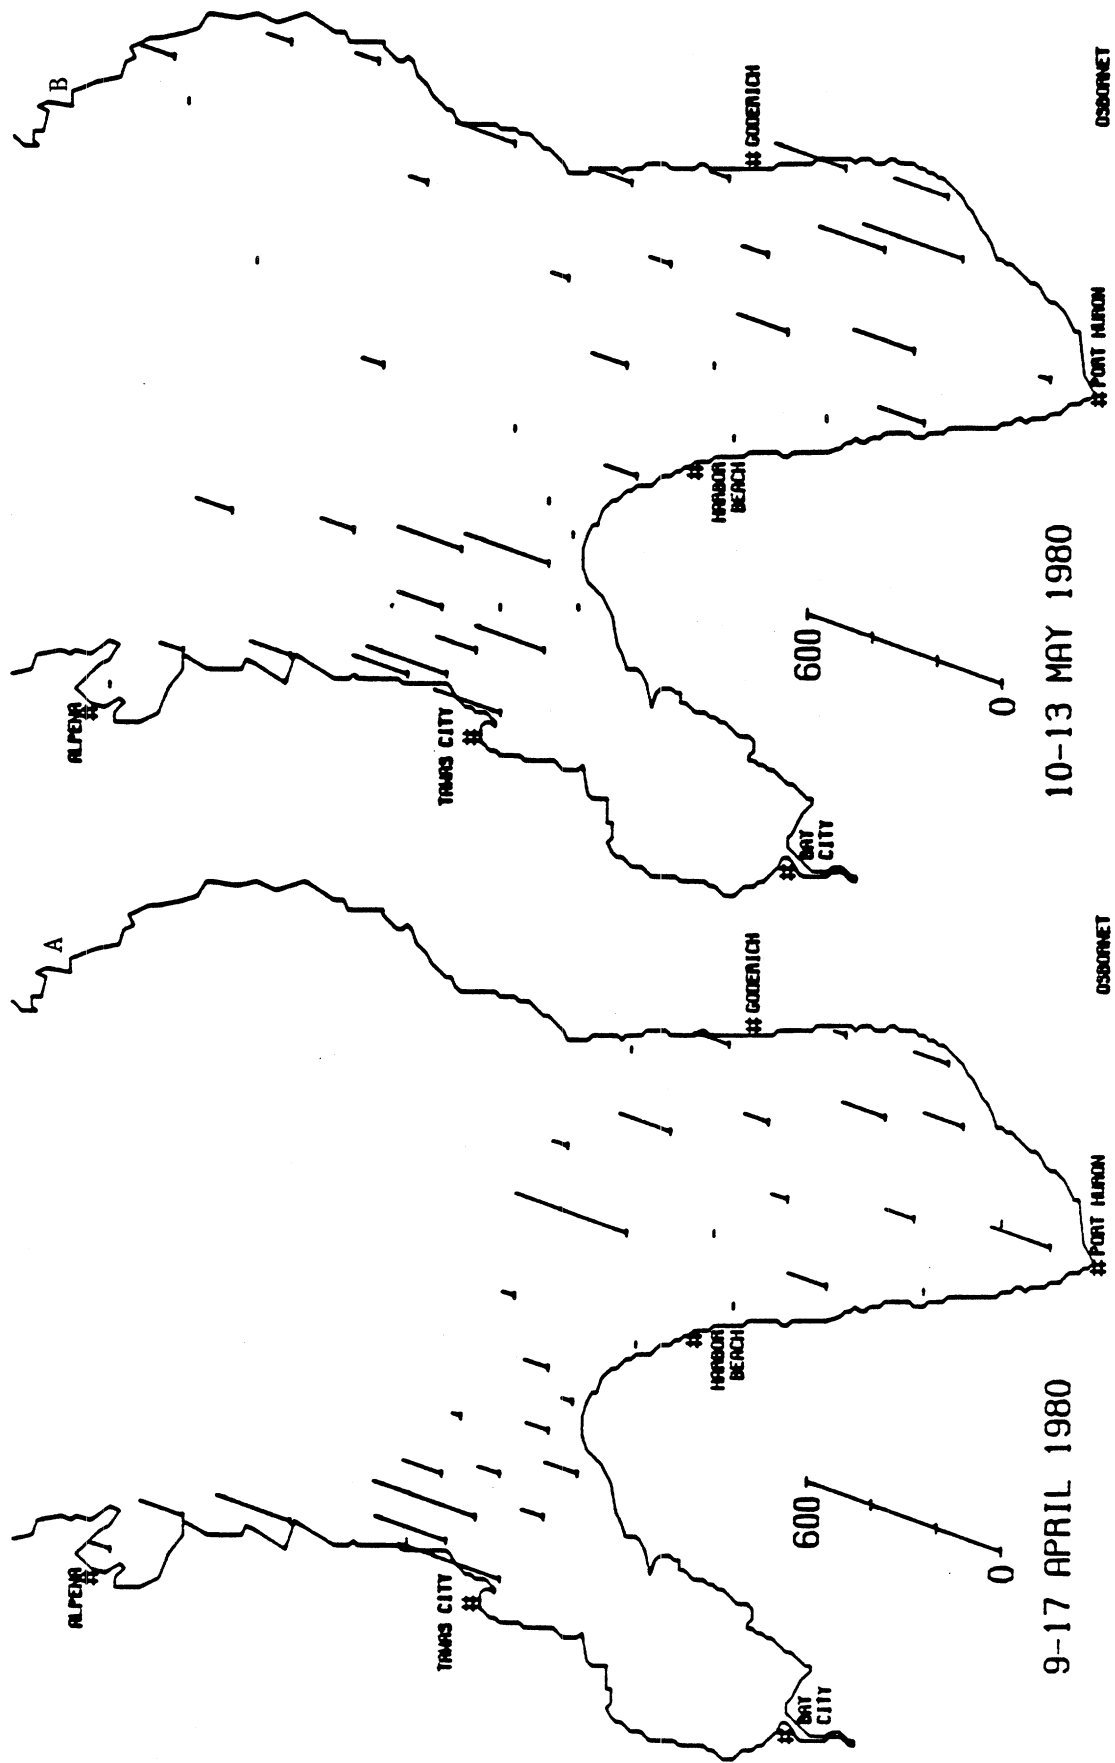 A
ALPENA
#
TAWAS CITY
#
# GODERICH
#
HARBOR
BEACH
#
BAY
CITY
# PORT HURON
600
0
9-17 APRIL 1980
OSBORNET
B
ALPENA
#
TAWAS CITY
#
# GODERICH
#
HARBOR
BEACH
#
BAY
CITY
# PORT HURON
600
0
10-13 MAY 1980
OSBORNET